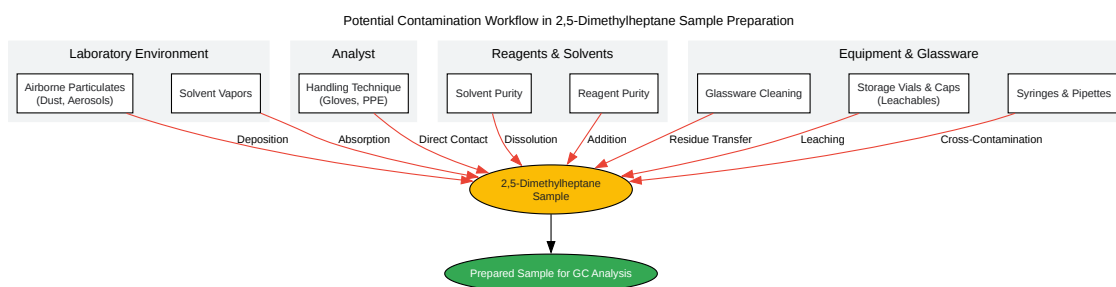 Potential Contamination Workflow in 2,5-Dimethylheptane Sample Preparation
Laboratory Environment
Analyst
Reagents & Solvents
Equipment & Glassware
Airborne Particulates
(Dust, Aerosols)
Solvent Vapors
Handling Technique
(Gloves, PPE)
Solvent Purity
Reagent Purity
Glassware Cleaning
Storage Vials & Caps
(Leachables)
Syringes & Pipettes
Deposition
Absorption
Direct Contact
Dissolution
Addition
Residue Transfer
Leaching
Cross-Contamination
2,5-Dimethylheptane
Sample
Prepared Sample for GC Analysis